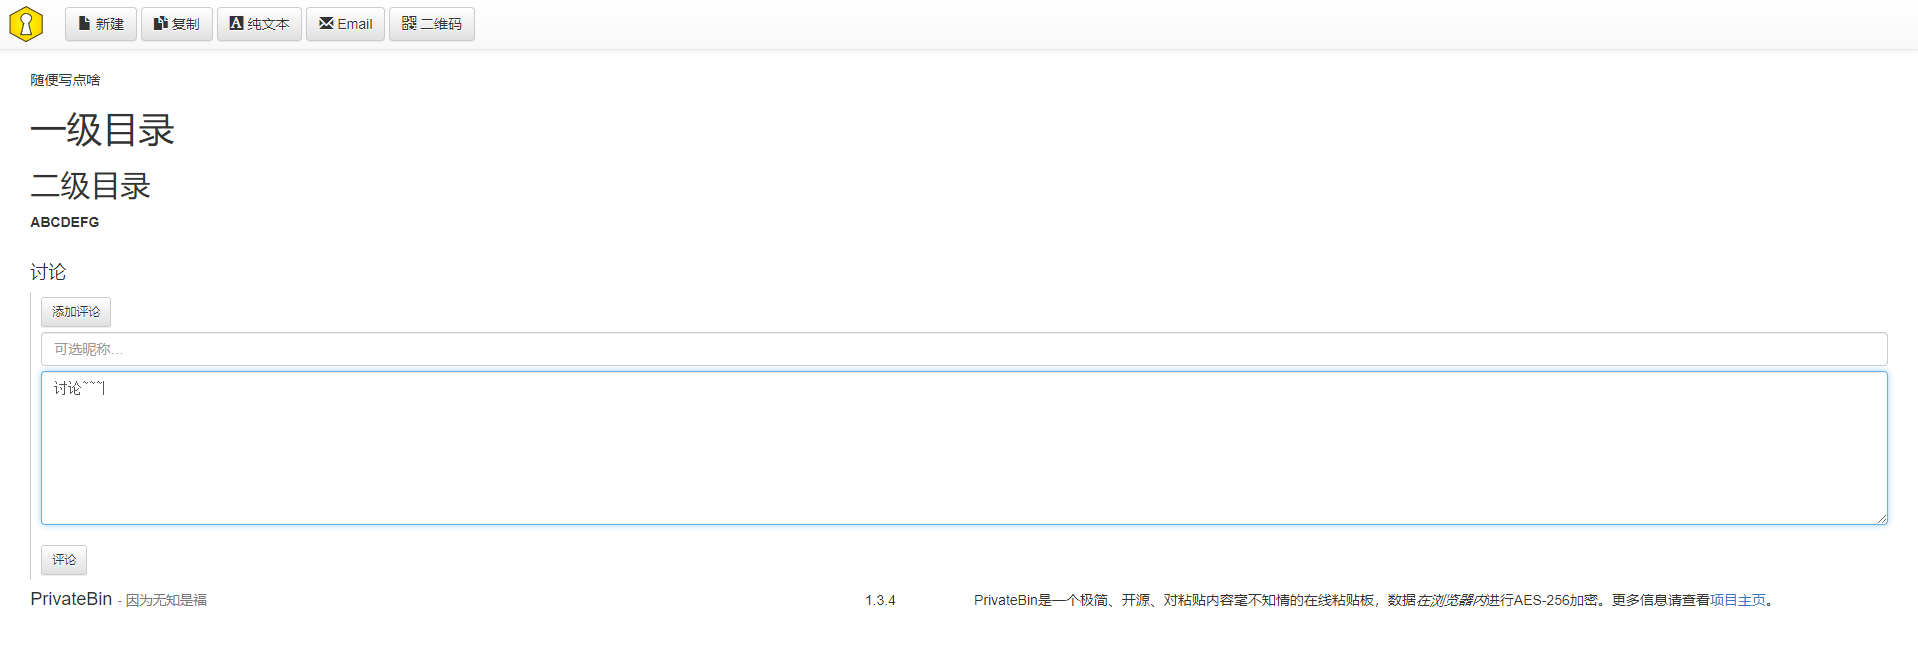 新建 复制 纯文本 Email 二维码
随便写点啥
一级目录
二级目录
ABCDEFG
讨论
添加评论
可选昵称…
讨论~~~
评论
PrivateBin - 因为无知是福 1.3.4 PrivateBin是一个极简、开源、对粘贴内容毫不知情的在线粘贴板，数据在浏览器内进行AES-256加密。更多信息请查看项目主页。